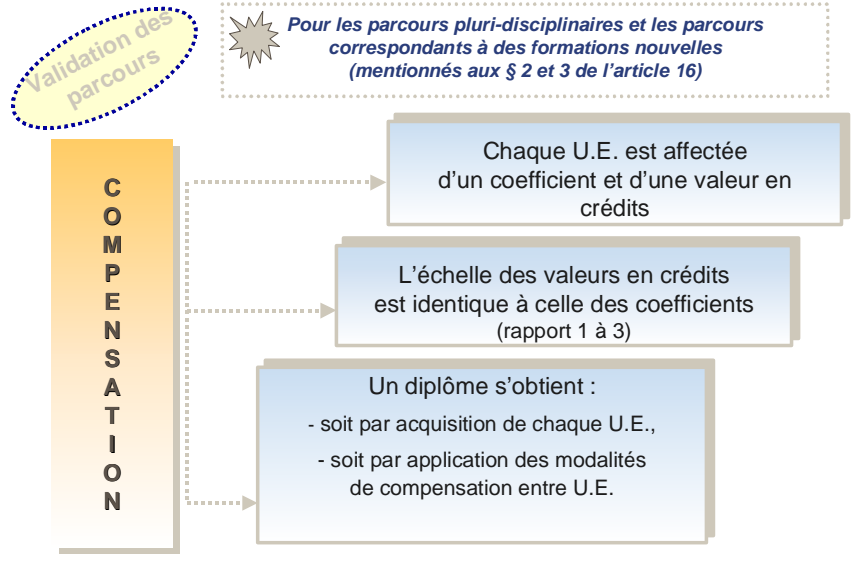 Validation des
parcours
Pour les parcours pluri-disciplinaires et les parcours
correspondants à des formations nouvelles
(mentionnés aux § 2 et 3 de l’article 16)
C
O
M
P
E
N
S
A
T
I
O
N
Chaque U.E. est affectée
d’un coefficient et d’une valeur en
crédits
L’échelle des valeurs en crédits
est identique à celle des coefficients
(rapport 1 à 3)
Un diplôme s’obtient :
- soit par acquisition de chaque U.E.,
- soit par application des modalités
de compensation entre U.E.